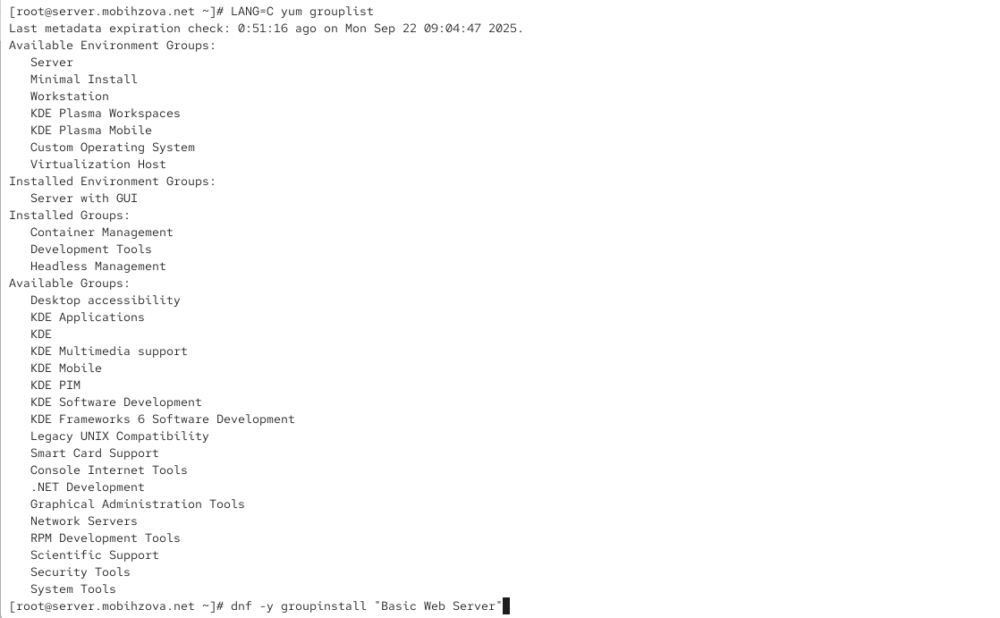 [root@server.mobihzova.net ~]# LANG=C yum grouplist
Last metadata expiration check: 0:51:16 ago on Mon Sep 22 09:04:47 2025.
Available Environment Groups:
   Server
   Minimal Install
   Workstation
   KDE Plasma Workspaces
   KDE Plasma Mobile
   Custom Operating System
   Virtualization Host
Installed Environment Groups:
   Server with GUI
Installed Groups:
   Container Management
   Development Tools
   Headless Management
Available Groups:
   Desktop accessibility
   KDE Applications
   KDE
   KDE Multimedia support
   KDE Mobile
   KDE PIM
   KDE Software Development
   KDE Frameworks 6 Software Development
   Legacy UNIX Compatibility
   Smart Card Support
   Console Internet Tools
   .NET Development
   Graphical Administration Tools
   Network Servers
   RPM Development Tools
   Scientific Support
   Security Tools
   System Tools
[root@server.mobihzova.net ~]# dnf -y groupinstall "Basic Web Server"